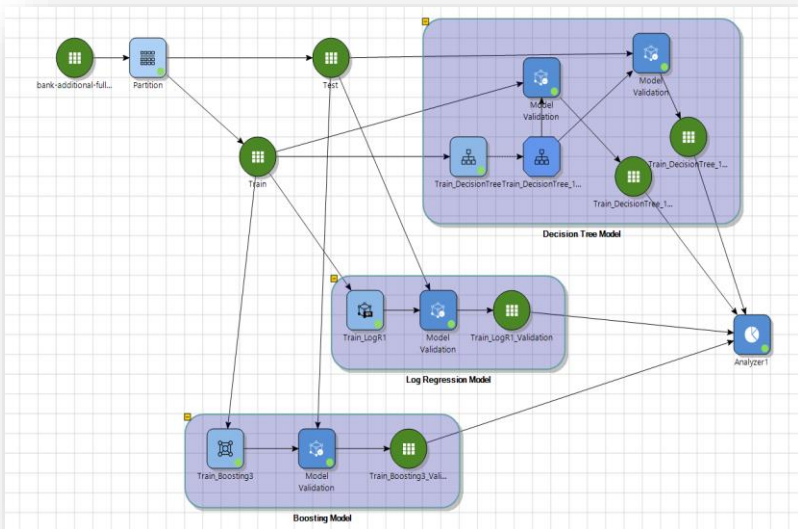 bank-additional-full...
Partition
Test
Model
Validation
Model
Validation
Train
Train_DecisionTree
Train_DecisionTree_1...
Train_DecisionTree_1...
Train_DecisionTree_1...
Decision Tree Model
Train_LogR1
Model
Validation
Train_LogR1_Validation
Analyzer1
Log Regression Model
Train_Boosting3
Model
Validation
Train_Boosting3_Vali...
Boosting Model